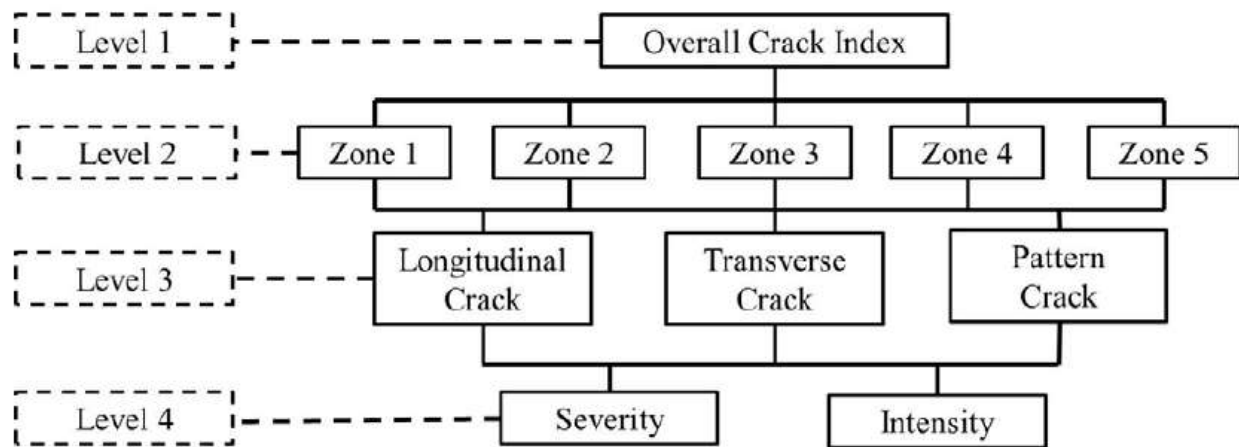 Level 1
Overall Crack Index
Level 2
Zone 1
Zone 2
Zone 3
Zone 4
Zone 5
Level 3
Longitudinal
Crack
Transverse
Crack
Pattern
Crack
Level 4
Severity
Intensity